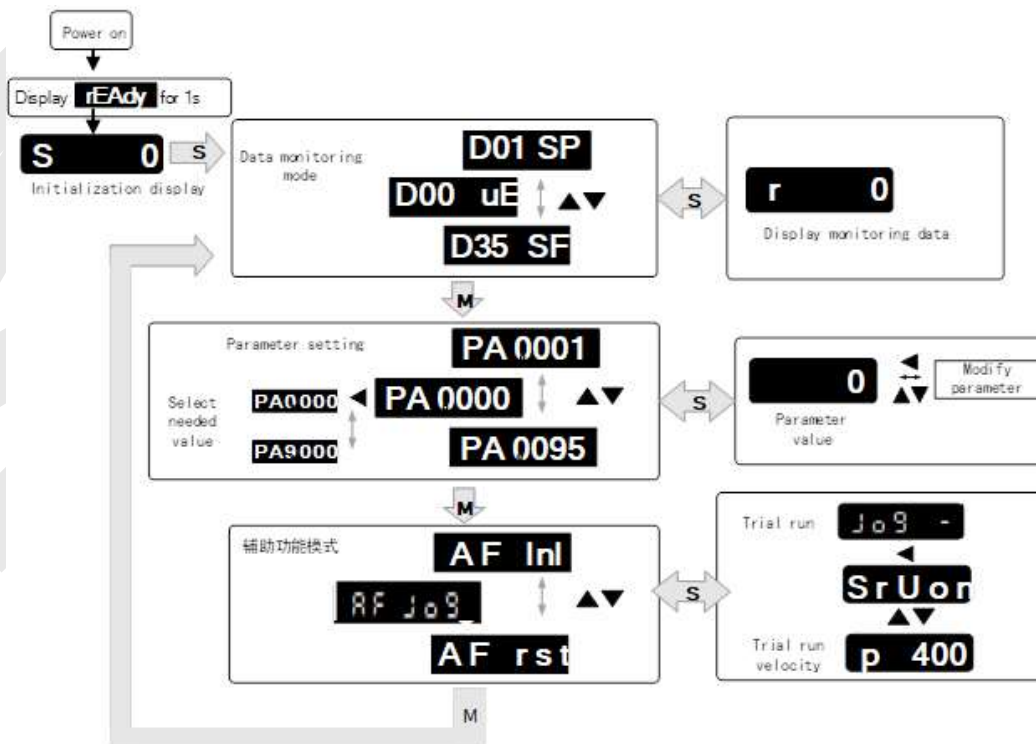 Power on
Display rEAdy for 1s
S 0
S
Initialization display
Data monitoring
mode
D01 SP
D00 uE
D35 SF
S
r 0
Display monitoring data
M
Parameter setting
PA 0001
Select
needed
value
PA0000
PA9000
PA 0000
PA 0095
S
0
Parameter
value
Modify
parameter
M
辅助功能模式
AF InI
AF Jog
AF rst
S
Trial run
Jog -
SrUon
Trial run
velocity
p 400
M